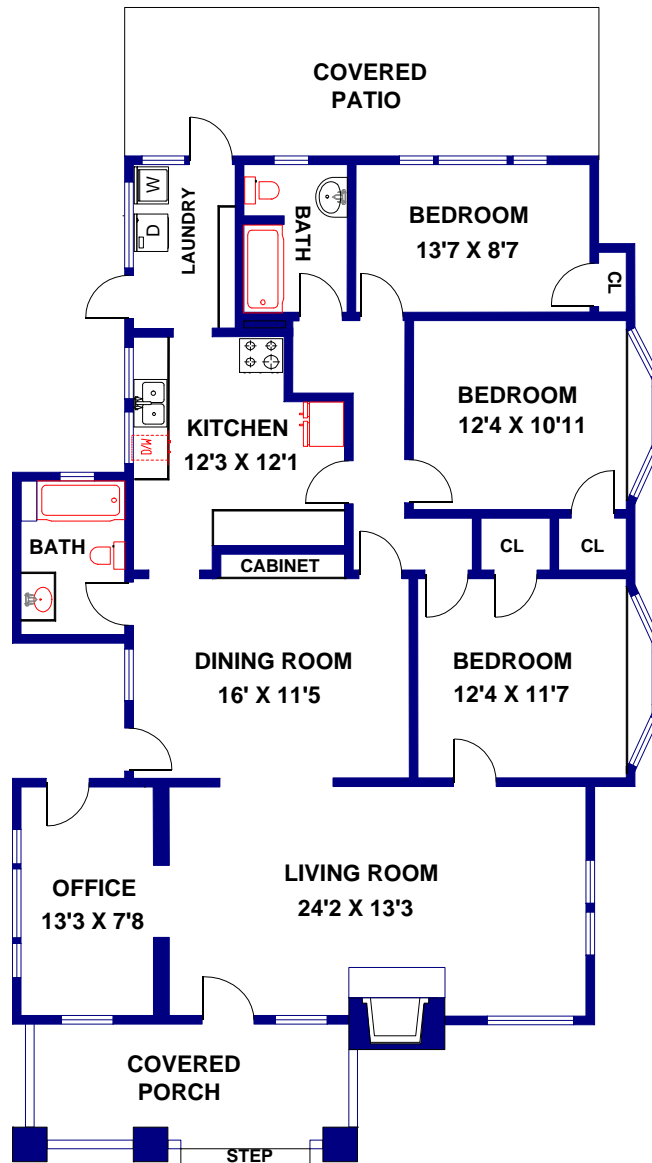 COVERED
PATIO
W
D
LAUNDRY
BATH
BEDROOM
13'7 X 8'7
CL
BEDROOM
12'4 X 10'11
KITCHEN
12'3 X 12'1
D/W
BATH
CABINET
CL
CL
DINING ROOM
16' X 11'5
BEDROOM
12'4 X 11'7
OFFICE
13'3 X 7'8
LIVING ROOM
24'2 X 13'3
COVERED
PORCH
STEP